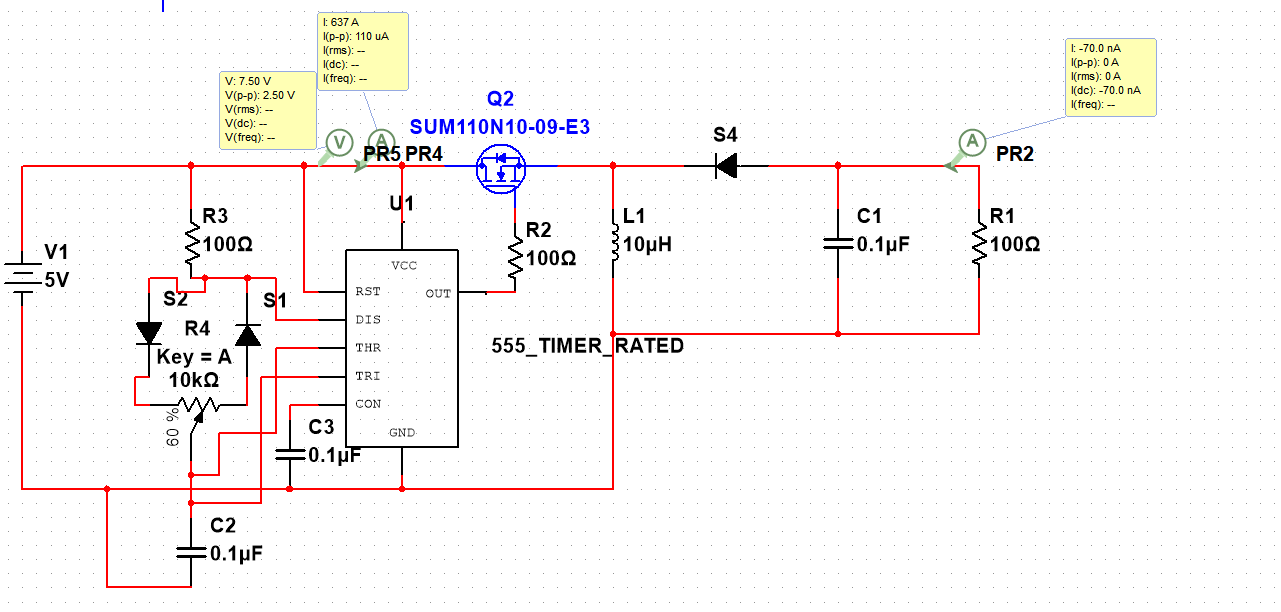 I: 637 A
I(p-p): 110 uA
I(rms): --
I(dc): --
I(freq): --
V: 7.50 V
V(p-p): 2.50 V
V(rms): --
V(dc): --
V(freq): --
I: -70.0 nA
I(p-p): 0 A
I(rms): 0 A
I(dc): -70.0 nA
I(freq): --
V
A
A
PR5
PR4
PR2
Q2
SUM110N10-09-E3
S4
V1
5V
R3
100Ω
U1
VCC
RST
DIS
THR
TRI
CON
OUT
GND
555_TIMER_RATED
R2
100Ω
L1
10µH
C1
0.1µF
R1
100Ω
S2
S1
R4
Key = A
10kΩ
60 %
C3
0.1µF
C2
0.1µF